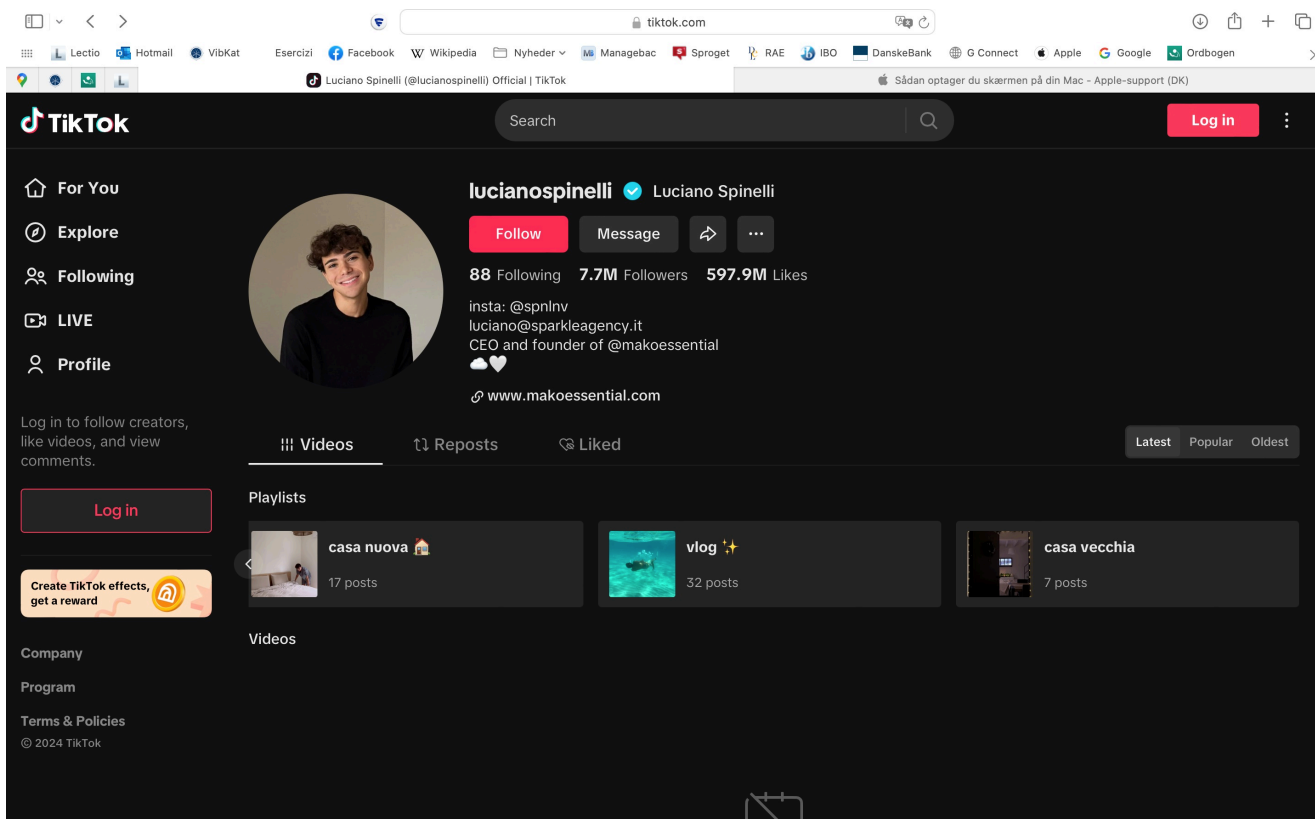 tiktok.com
Lectio Hotmail VibKat Esercizi Facebook Wikipedia Nyheder Managebac Sproget RAE IBO DanskeBank G Connect Apple Google Ordbogen
Luciano Spinelli (@lucianospinelli) Official | TikTok
Sådan optager du skærmen på din Mac - Apple-support (DK)
TikTok
Search
Log in
For You
Explore
Following
LIVE
Profile
Log in to follow creators,
like videos, and view
comments.
Log in
Create TikTok effects,
get a reward
Company
Program
Terms & Policies
© 2024 TikTok
lucianospinelli Luciano Spinelli
Follow Message
88 Following 7.7M Followers 597.9M Likes
insta: @spnlnv
luciano@sparkleagency.it
CEO and founder of @makoessential
☁️🤍
www.makoessential.com
Videos Reposts Liked
Latest Popular Oldest
Playlists
casa nuova 🏠
17 posts
vlog ✨
32 posts
casa vecchia
7 posts
Videos